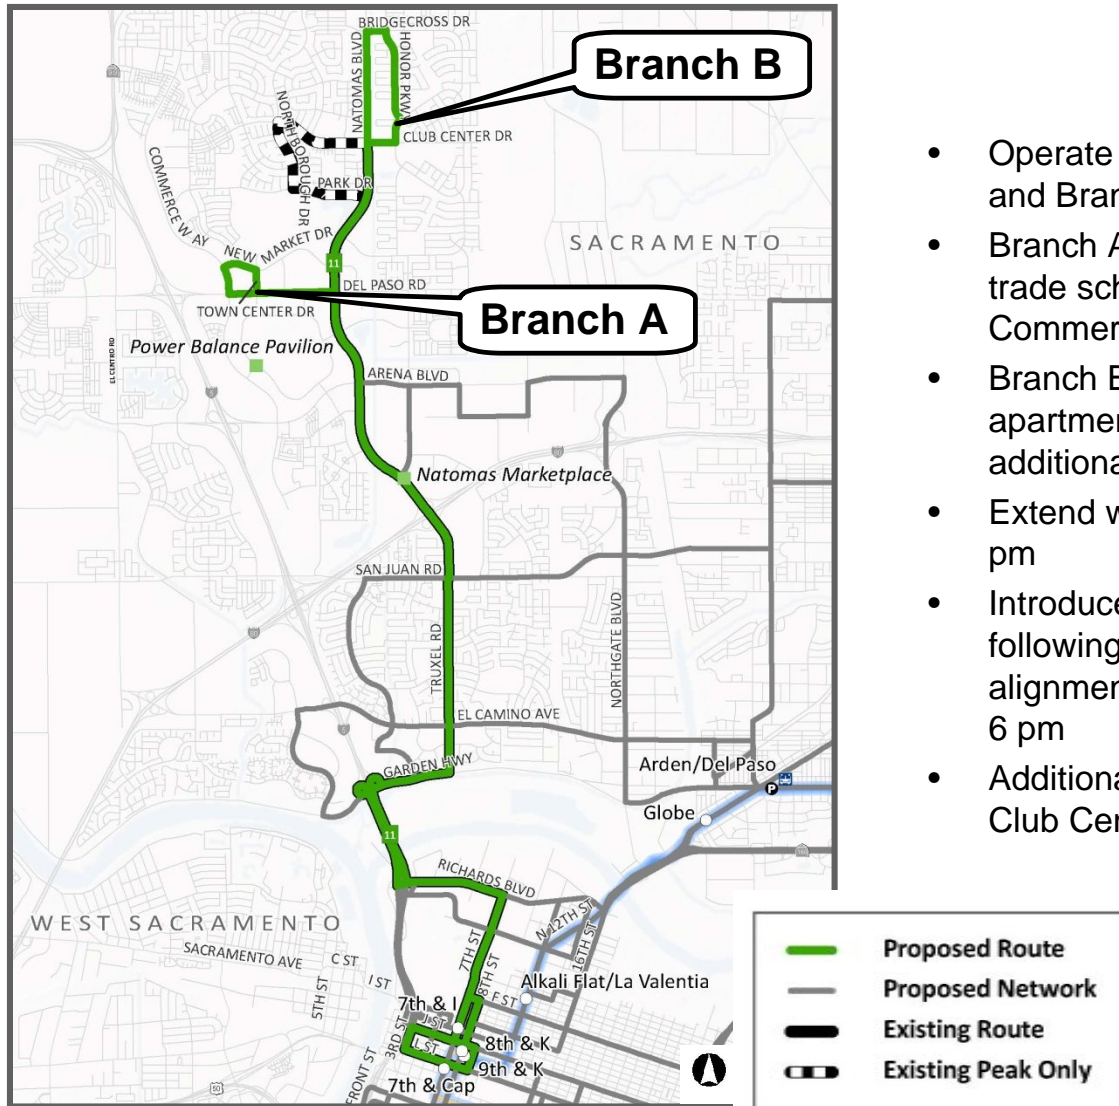 BRIDGECROSS DR
NATOMAS BLVD
HONOR PKWY
Branch B
CLUB CENTER DR
NORTHBOROUGH DR
PARK DR
COMMERCE WAY
NEW MARKET DR
SACRAMENTO
11
DEL PASO RD
TOWN CENTER DR
Branch A
Power Balance Pavilion
EL CENTRO RD
ARENA BLVD
Natomas Marketplace
SAN JUAN RD
TRUXEL RD
NORTHGATE BLVD
EL CAMINO AVE
GARDEN HWY
Arden/Del Paso
P
Globe
11
RICHARDS BLVD
WEST SACRAMENTO
SACRAMENTO AVE
C ST
I ST
5TH ST
N 12TH ST
16TH ST
7TH ST
8TH ST
F ST
Alkali Flat/La Valentia
7th & I
J ST
L ST
3RD ST
8th & K
9th & K
7th & Cap
FRONT ST
50
• Operate
and Bran
• Branch A
trade sch
Commer
• Branch B
apartmen
additiona
• Extend w
pm
• Introduce
following
alignmen
6 pm
• Additiona
Club Cen
Proposed Route
Proposed Network
Existing Route
Existing Peak Only